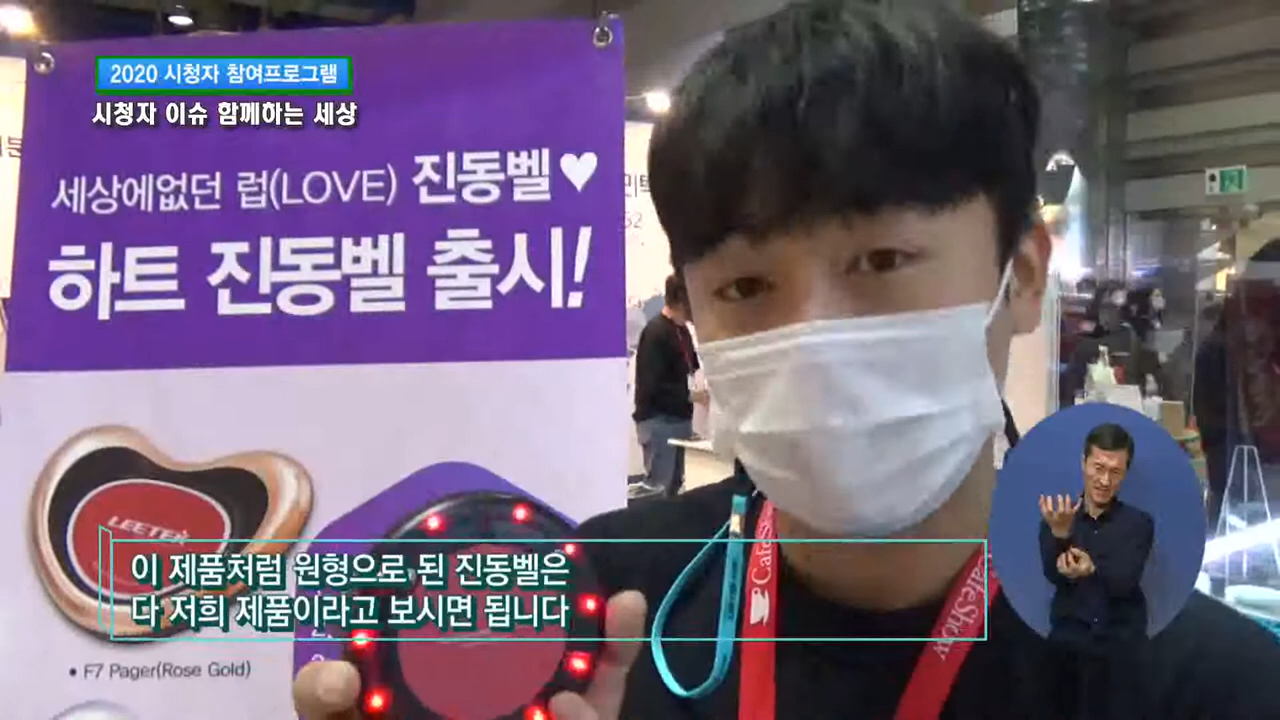 2020 시청자 참여프로그램
시청자 이슈 함께하는 세상
세상에없던 럽(LOVE) 진동벨♥
하트 진동벨 출시!
LEETEK
이 제품처럼 원형으로 된 진동벨은
다 저희 제품이라고 보시면 됩니다
• F7 Pager(Rose Gold)
CafeShow
CafeShow